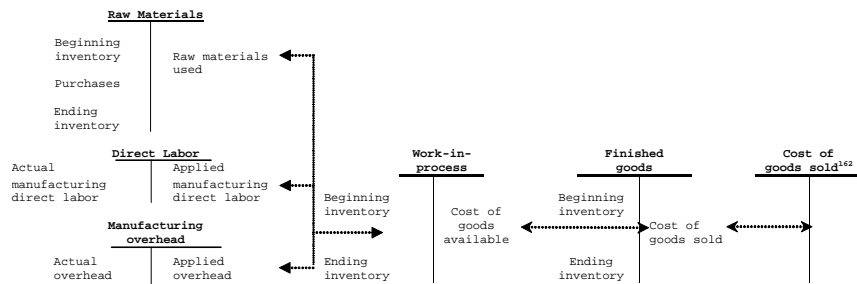 Raw Materials
Beginning
inventory
Raw materials
used
Purchases
Ending
inventory
Direct Labor
Actual
manufacturing
direct labor
Applied
manufacturing
direct labor
Manufacturing
overhead
Actual
overhead
Applied
overhead
Work-in-
process
Beginning
inventory
Cost of
goods
available
Ending
inventory
Finished
goods
Beginning
inventory
Cost of
goods sold
Ending
inventory
Cost of
goods sold¹⁶²